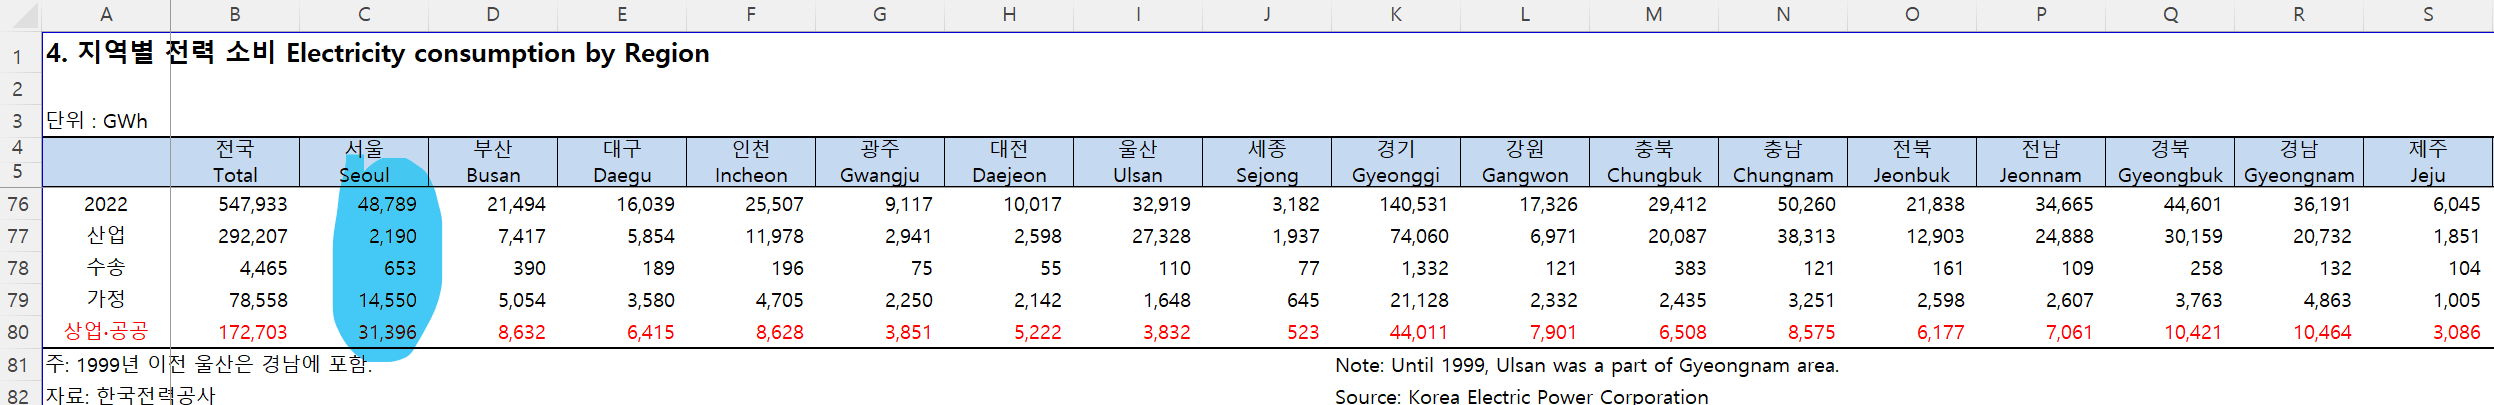 A B C D E F G H I J K L M N O P Q R S
1 4. 지역별 전력 소비 Electricity consumption by Region
2
3 단위 : GWh
4 전국 서울 부산 대구 인천 광주 대전 울산 세종 경기 강원 충북 충남 전북 전남 경북 경남 제주
5 Total Seoul Busan Daegu Incheon Gwangju Daejeon Ulsan Sejong Gyeonggi Gangwon Chungbuk Chungnam Jeonbuk Jeonnam Gyeongbuk Gyeongnam Jeju
76 2022 547,933 48,789 21,494 16,039 25,507 9,117 10,017 32,919 3,182 140,531 17,326 29,412 50,260 21,838 34,665 44,601 36,191 6,045
77 산업 292,207 2,190 7,417 5,854 11,978 2,941 2,598 27,328 1,937 74,060 6,971 20,087 38,313 12,903 24,888 30,159 20,732 1,851
78 수송 4,465 653 390 189 196 75 55 110 77 1,332 121 383 121 161 109 258 132 104
79 가정 78,558 14,550 5,054 3,580 4,705 2,250 2,142 1,648 645 21,128 2,332 2,435 3,251 2,598 2,607 3,763 4,863 1,005
80 상업·공공 172,703 31,396 8,632 6,415 8,628 3,851 5,222 3,832 523 44,011 7,901 6,508 8,575 6,177 7,061 10,421 10,464 3,086
81 주: 1999년 이전 울산은 경남에 포함. Note: Until 1999, Ulsan was a part of Gyeongnam area.
82 자료: 한국전력공사 Source: Korea Electric Power Corporation